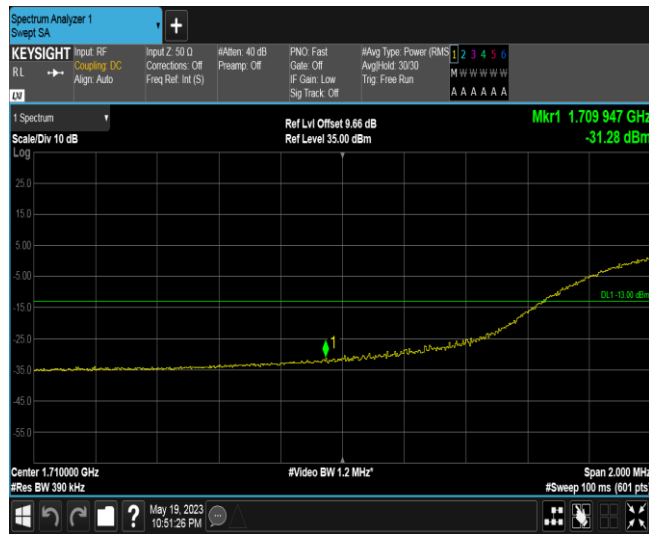 Spectrum Analyzer 1
Swept SA
KEYSIGHT
RL
LXI
Input: RF
Coupling: DC
Align: Auto
Input Z: 50 Ω
Corrections: Off
Freq Ref: Int (S)
#Atten: 40 dB
Preamp: Off
PNO: Fast
Gate: Off
IF Gain: Low
Sig Track: Off
#Avg Type: Power (RMS
Avg|Hold: 30/30
Trig: Free Run
1 2 3 4 5 6
M W W W W W
A A A A A A
1 Spectrum
Scale/Div 10 dB
Ref Lvl Offset 9.66 dB
Ref Level 35.00 dBm
Mkr1 1.709 947 GHz
-31.28 dBm
Log
25.0
15.0
5.00
-5.00
DL1 -13.00 dBm
-15.0
-25.0
1
-35.0
-45.0
-55.0
Center 1.710000 GHz
#Video BW 1.2 MHz*
Span 2.000 MHz
#Res BW 390 kHz
#Sweep 100 ms (601 pts)
?
May 19, 2023
10:51:26 PM